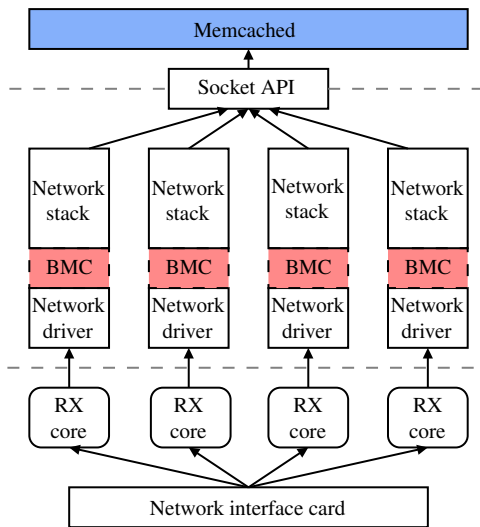 Memcached
Socket API
Network
stack
Network
stack
Network
stack
Network
stack
BMC
BMC
BMC
BMC
Network
driver
Network
driver
Network
driver
Network
driver
RX
core
RX
core
RX
core
RX
core
Network interface card